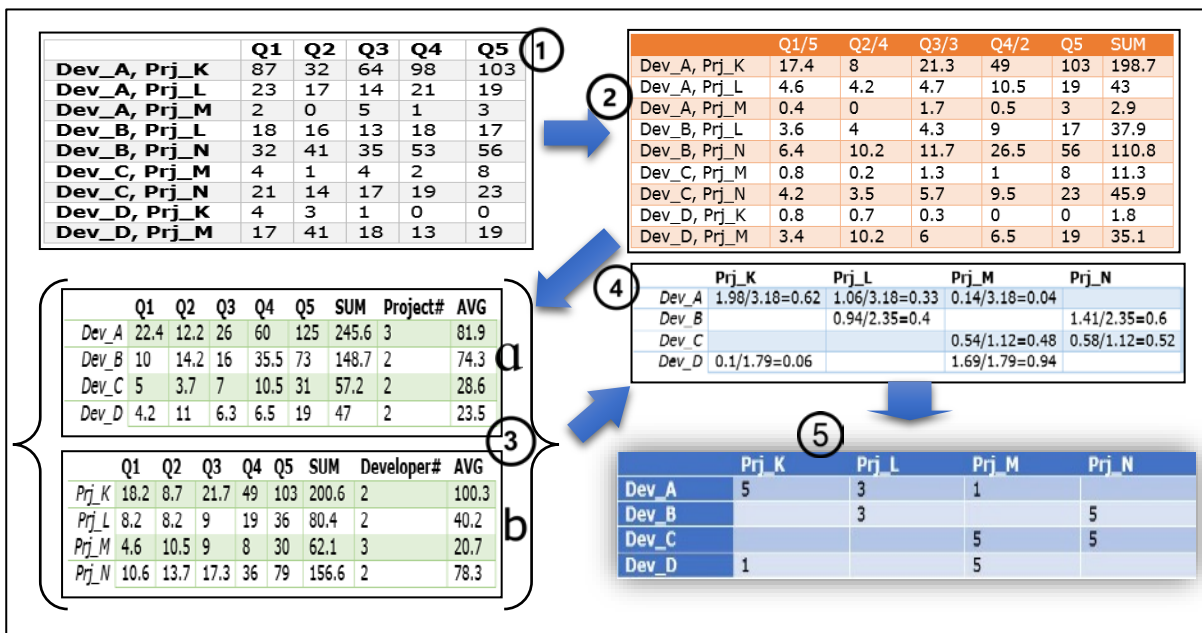 Q1 Q2 Q3 Q4 Q5 1
Dev_A, Prj_K 87 32 64 98 103
Dev_A, Prj_L 23 17 14 21 19
Dev_A, Prj_M 2 0 5 1 3
Dev_B, Prj_L 18 16 13 18 17
Dev_B, Prj_N 32 41 35 53 56
Dev_C, Prj_M 4 1 4 2 8
Dev_C, Prj_N 21 14 17 19 23
Dev_D, Prj_K 4 3 1 0 0
Dev_D, Prj_M 17 41 18 13 19
2
Q1/5 Q2/4 Q3/3 Q4/2 Q5 SUM
Dev_A, Prj_K 17.4 8 21.3 49 103 198.7
Dev_A, Prj_L 4.6 4.2 4.7 10.5 19 43
Dev_A, Prj_M 0.4 0 1.7 0.5 3 2.9
Dev_B, Prj_L 3.6 4 4.3 9 17 37.9
Dev_B, Prj_N 6.4 10.2 11.7 26.5 56 110.8
Dev_C, Prj_M 0.8 0.2 1.3 1 8 11.3
Dev_C, Prj_N 4.2 3.5 5.7 9.5 23 45.9
Dev_D, Prj_K 0.8 0.7 0.3 0 0 1.8
Dev_D, Prj_M 3.4 10.2 6 6.5 19 35.1
Q1 Q2 Q3 Q4 Q5 SUM Project# AVG
Dev_A 22.4 12.2 26 60 125 245.6 3 81.9
Dev_B 10 14.2 16 35.5 73 148.7 2 74.3
Dev_C 5 3.7 7 10.5 31 57.2 2 28.6
Dev_D 4.2 11 6.3 6.5 19 47 2 23.5
a
3
Q1 Q2 Q3 Q4 Q5 SUM Developer# AVG
Prj_K 18.2 8.7 21.7 49 103 200.6 2 100.3
Prj_L 8.2 8.2 9 19 36 80.4 2 40.2
Prj_M 4.6 10.5 9 8 30 62.1 3 20.7
Prj_N 10.6 13.7 17.3 36 79 156.6 2 78.3
b
4
Prj_K Prj_L Prj_M Prj_N
Dev_A 1.98/3.18=0.62 1.06/3.18=0.33 0.14/3.18=0.04
Dev_B 0.94/2.35=0.4 1.41/2.35=0.6
Dev_C 0.54/1.12=0.48 0.58/1.12=0.52
Dev_D 0.1/1.79=0.06 1.69/1.79=0.94
5
Prj_K Prj_L Prj_M Prj_N
Dev_A 5 3 1
Dev_B 3 5
Dev_C 5 5
Dev_D 1 5